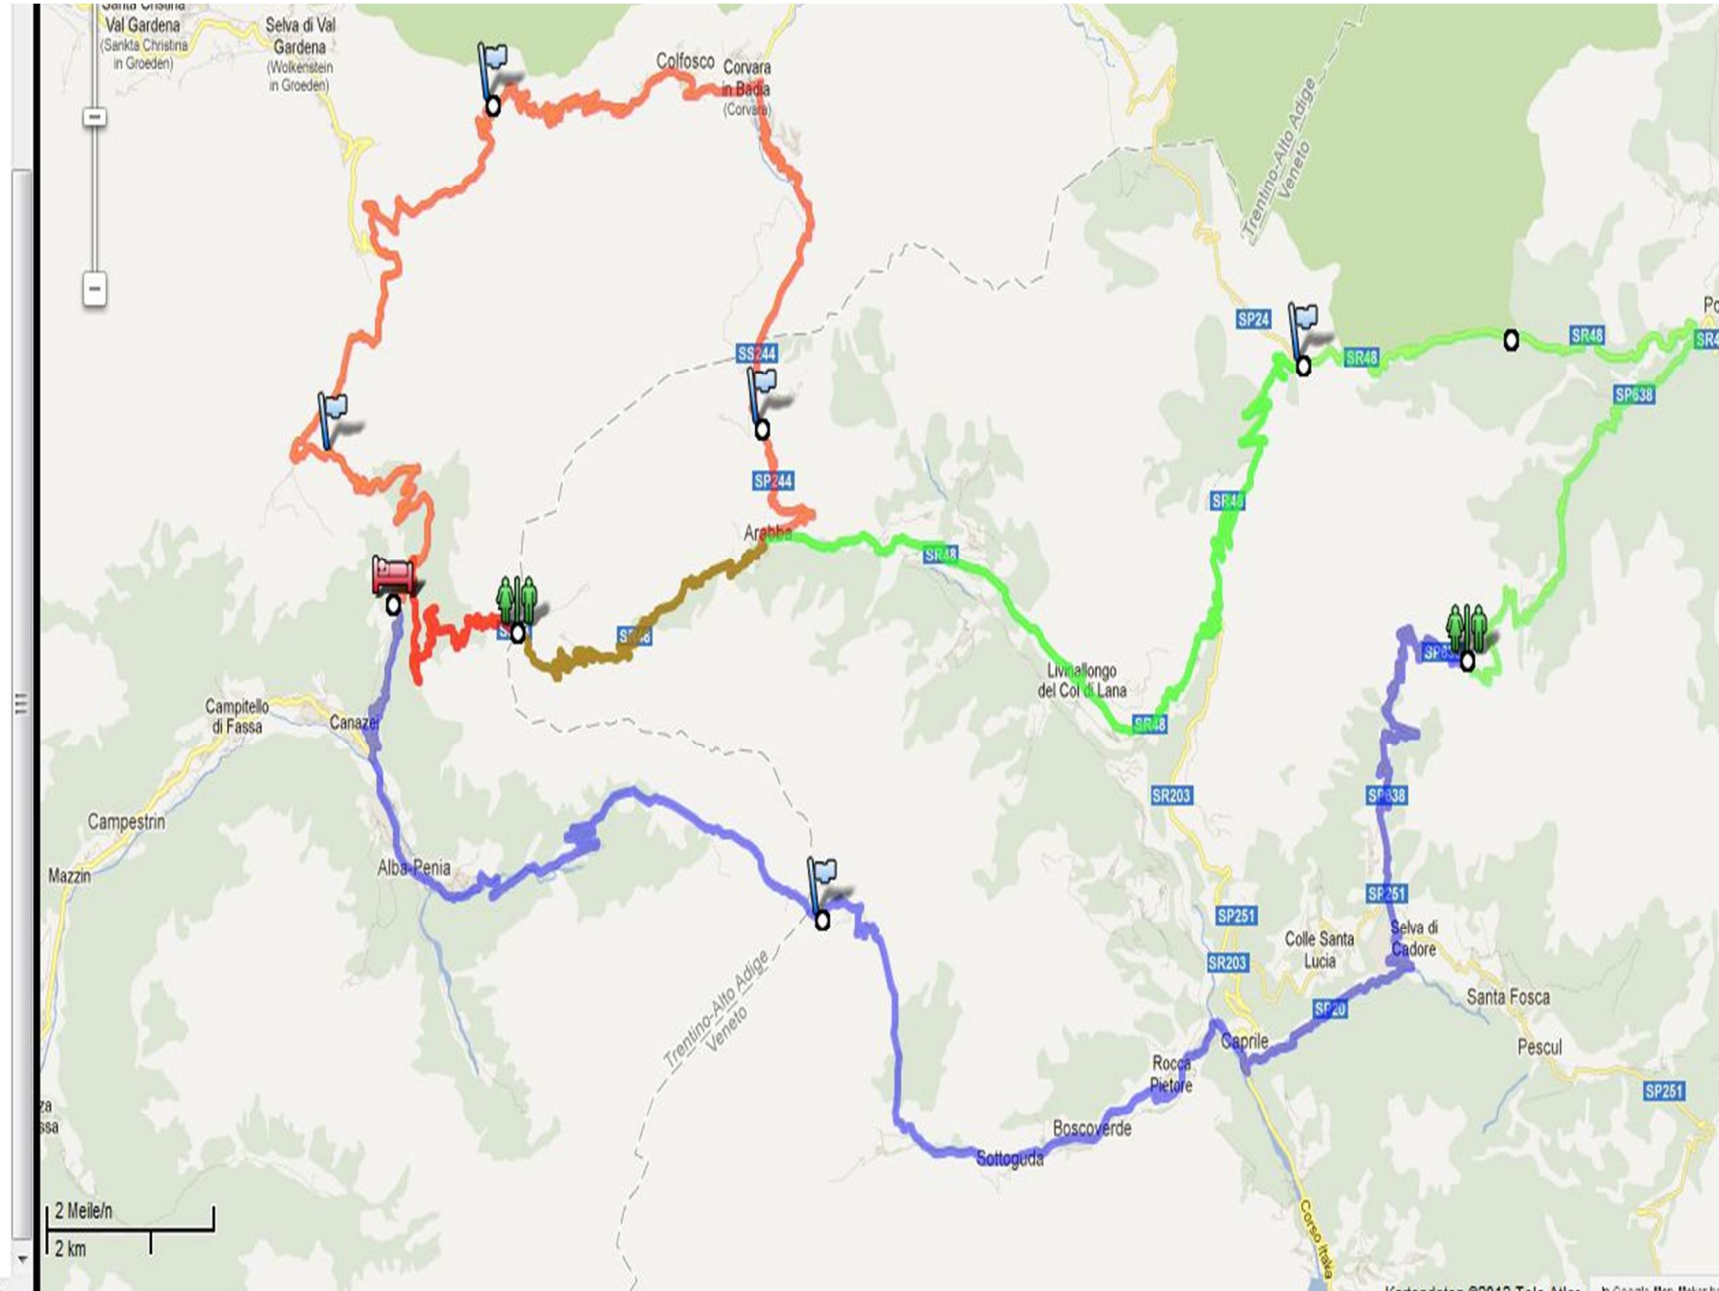 Santa Cristina
Val Gardena
(Sankta Christina
in Groeden)
Selva di Val
Gardena
(Wolkenstein
in Groeden)
Colfosco
Corvara
in Badia
(Corvara)
Trentino-Alto Adige
Veneto
SP24
SR48
SR48
SP638
SS244
SP244
Arabba
SR48
SR48
SR48
Livinallongo
del Col di Lana
SR48
Campitello
di Fassa
Canazei
SR203
SP638
Campestrin
Alba-Penia
Mazzin
SP251
SP251
Selva di
Cadore
Colle Santa
Lucia
SR203
Santa Fosca
SP20
Trentino-Alto Adige
Veneto
Caprile
Pescul
Rocca
Pietore
SP251
Boscoverde
Sottoguda
2 Meile/n
2 km
Corso Italia